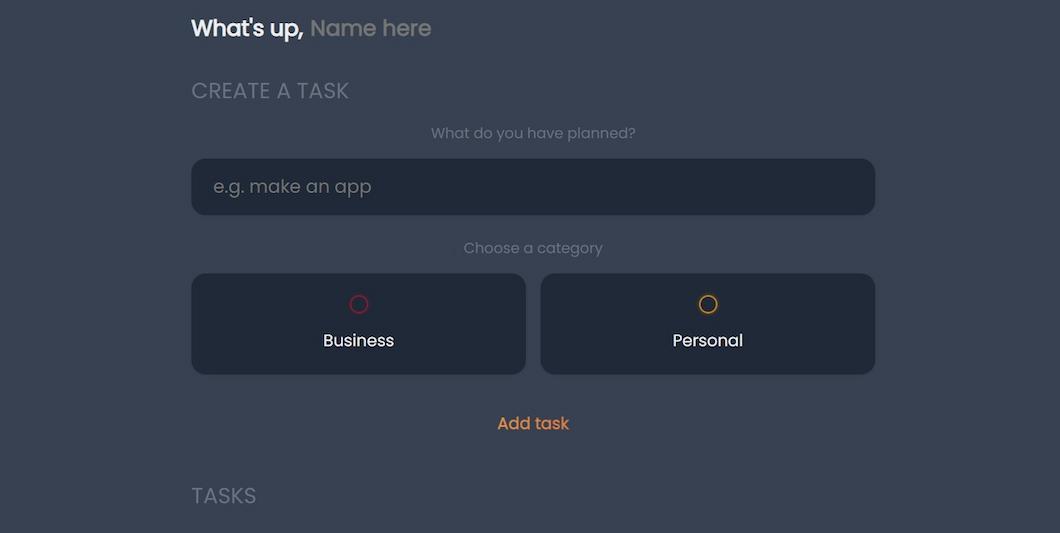 What's up, Name here
CREATE A TASK
What do you have planned?
e.g. make an app
Choose a category
Business
Personal
Add task
TASKS